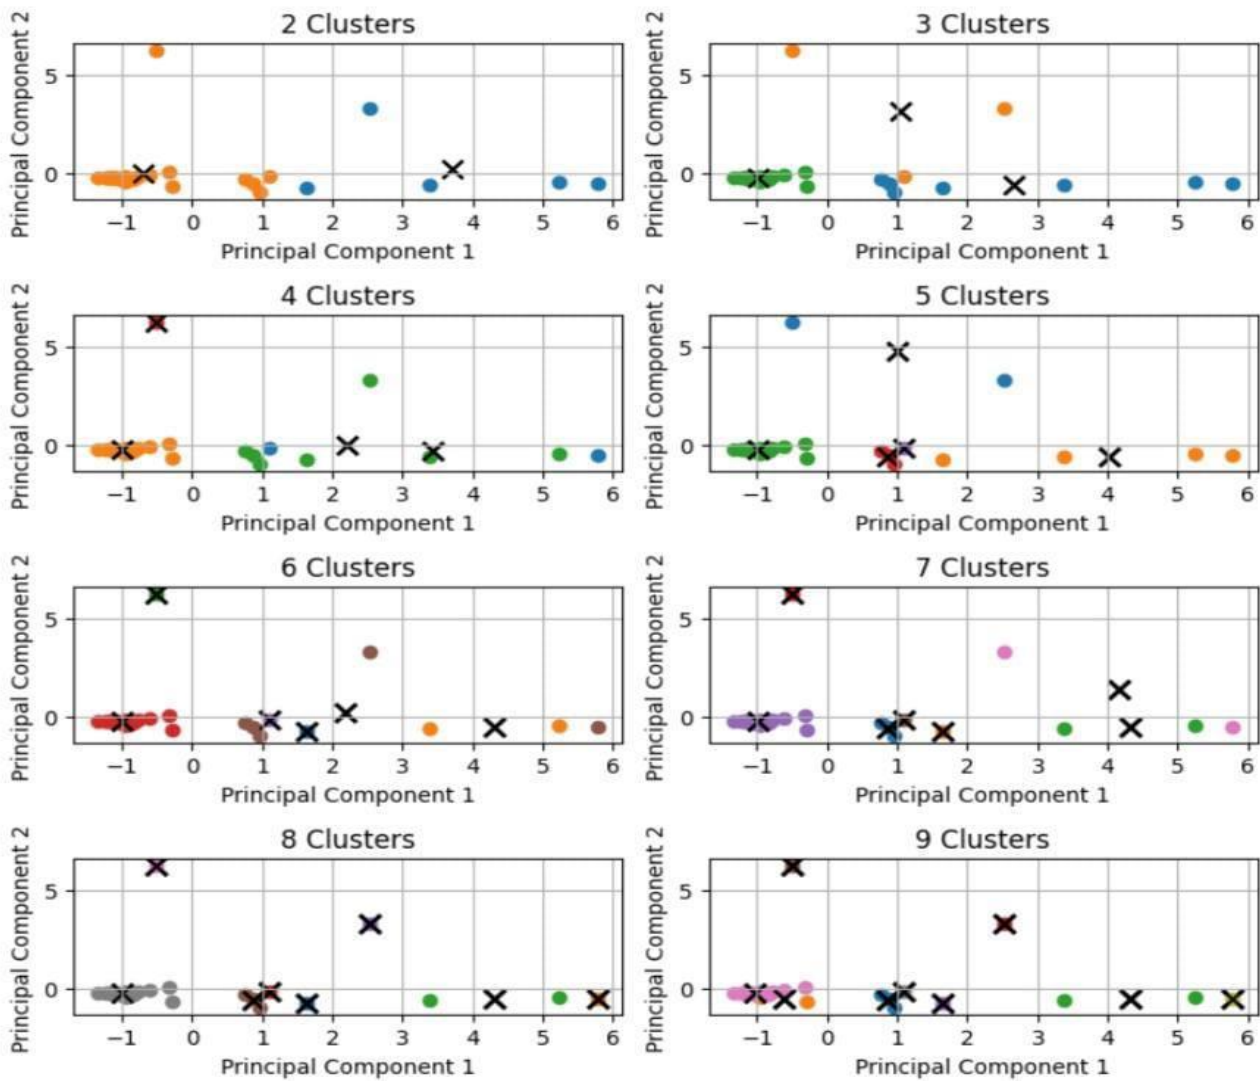 2 Clusters
Principal Component 2
5
0
−1 0 1 2 3 4 5 6
Principal Component 1
3 Clusters
Principal Component 2
5
0
−1 0 1 2 3 4 5 6
Principal Component 1
4 Clusters
Principal Component 2
5
0
−1 0 1 2 3 4 5 6
Principal Component 1
5 Clusters
Principal Component 2
5
0
−1 0 1 2 3 4 5 6
Principal Component 1
6 Clusters
Principal Component 2
5
0
−1 0 1 2 3 4 5 6
Principal Component 1
7 Clusters
Principal Component 2
5
0
−1 0 1 2 3 4 5 6
Principal Component 1
8 Clusters
Principal Component 2
5
0
−1 0 1 2 3 4 5 6
Principal Component 1
9 Clusters
Principal Component 2
5
0
−1 0 1 2 3 4 5 6
Principal Component 1